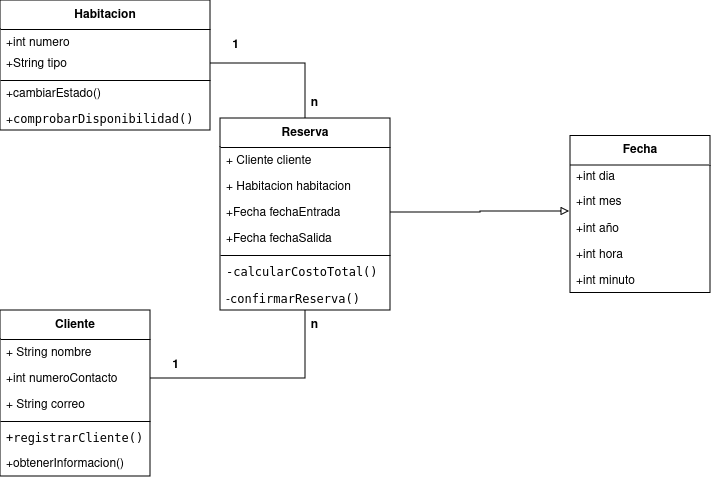 Habitacion
+int numero
+String tipo
+cambiarEstado()
+comprobarDisponibilidad()
1
n
Reserva
+ Cliente cliente
+ Habitacion habitacion
+Fecha fechaEntrada
+Fecha fechaSalida
-calcularCostoTotal()
-confirmarReserva()
Fecha
+int dia
+int mes
+int año
+int hora
+int minuto
n
1
Cliente
+ String nombre
+int numeroContacto
+ String correo
+registrarCliente()
+obtenerInformacion()